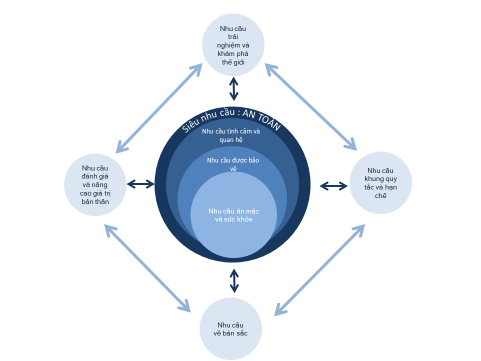 Nhu cầu
trải
nghiệm và
khám phá
thế giới
Siêu nhu cầu : AN TOÀN
Nhu cầu tình cảm và
quan hệ
Nhu cầu được bảo
vệ
Nhu cầu ăn mặc
và sức khỏe
Nhu cầu
đánh giá
và nâng
cao giá trị
bản thân
Nhu cầu
khung quy
tắc và hạn
chế
Nhu cầu
về bản sắc